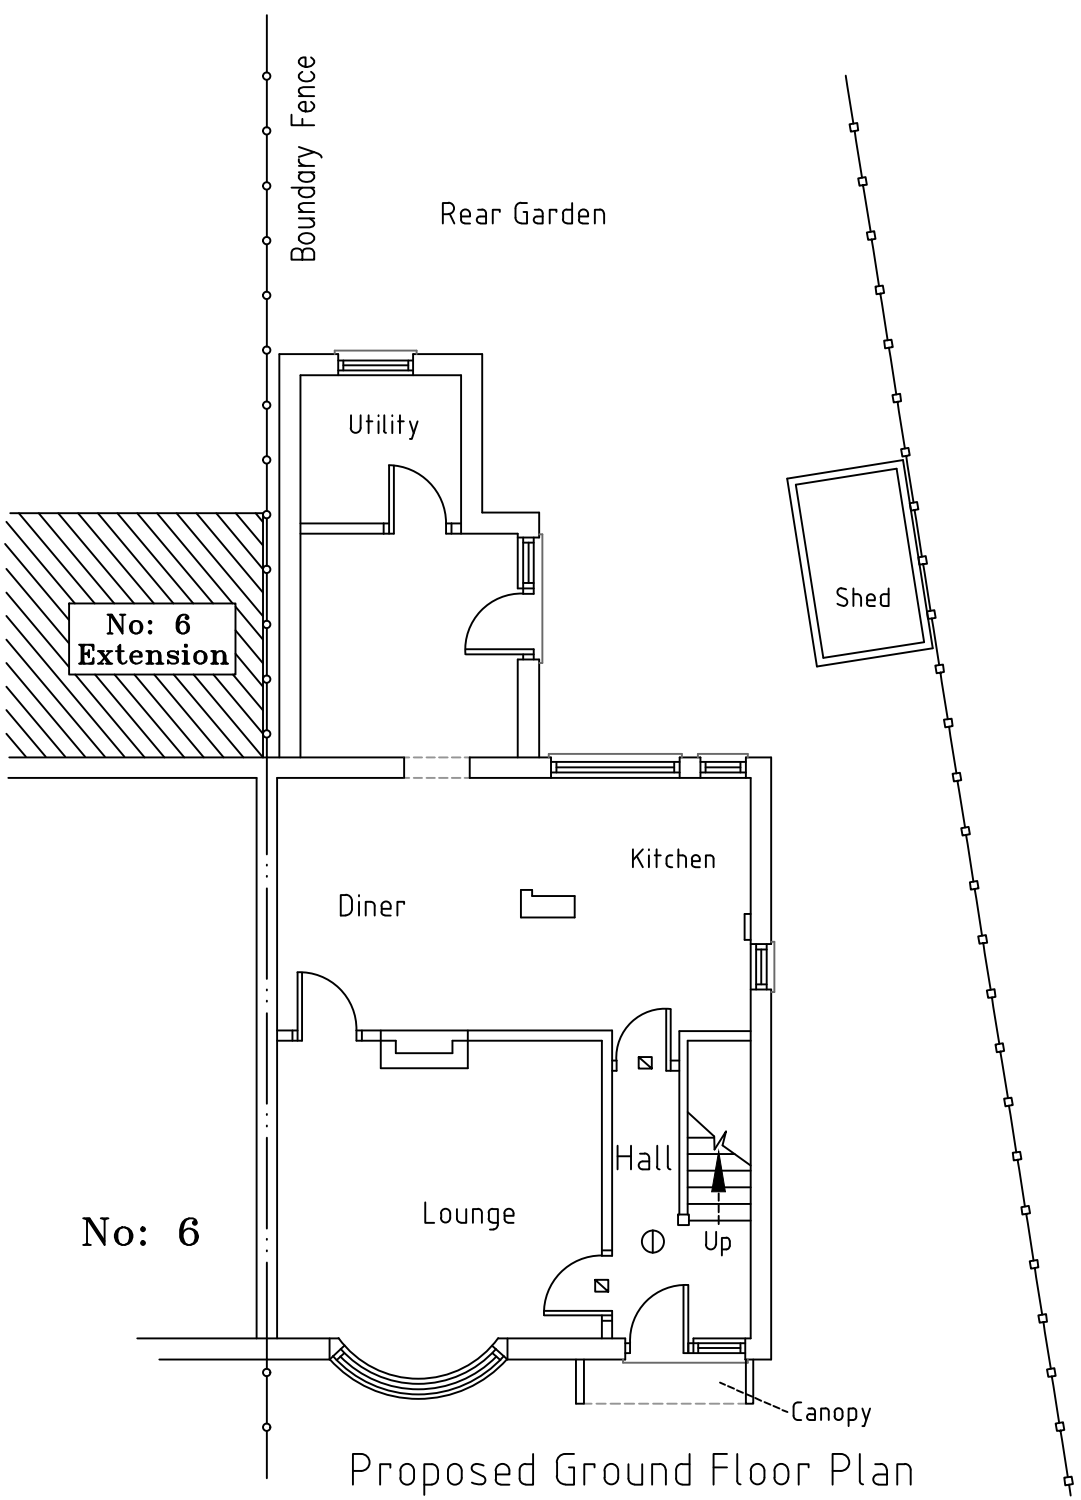 Boundary Fence
Rear Garden
Utility
Shed
No: 6
Extension
Kitchen
Diner
Hall
Lounge
No: 6
Up
Canopy
Proposed Ground Floor Plan